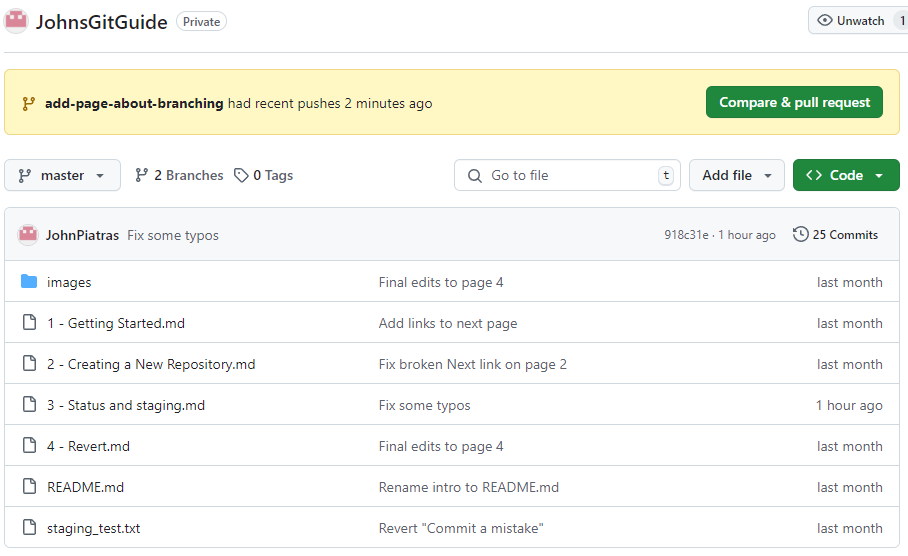 JohnsGitGuide Private Unwatch 1
add-page-about-branching had recent pushes 2 minutes ago Compare & pull request
master 2 Branches 0 Tags Go to file t Add file Code
JohnPiatras Fix some typos 918c31e · 1 hour ago 25 Commits
images Final edits to page 4 last month
1 - Getting Started.md Add links to next page last month
2 - Creating a New Repository.md Fix broken Next link on page 2 last month
3 - Status and staging.md Fix some typos 1 hour ago
4 - Revert.md Final edits to page 4 last month
README.md Rename intro to README.md last month
staging_test.txt Revert "Commit a mistake" last month